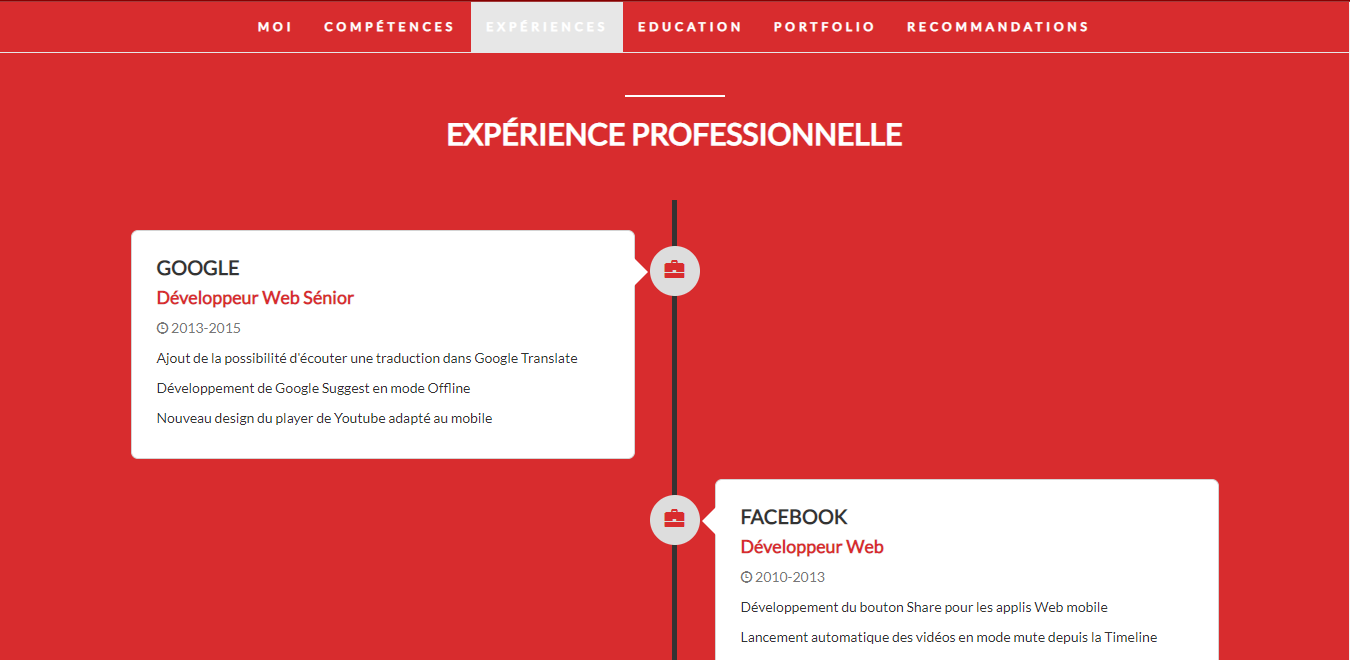 MOI COMPÉTENCES EXPÉRIENCES EDUCATION PORTFOLIO RECOMMANDATIONS
EXPÉRIENCE PROFESSIONNELLE
GOOGLE
Développeur Web Sénior
2013-2015
Ajout de la possibilité d'écouter une traduction dans Google Translate
Développement de Google Suggest en mode Offline
Nouveau design du player de Youtube adapté au mobile
FACEBOOK
Développeur Web
2010-2013
Développement du bouton Share pour les applis Web mobile
Lancement automatique des vidéos en mode mute depuis la Timeline